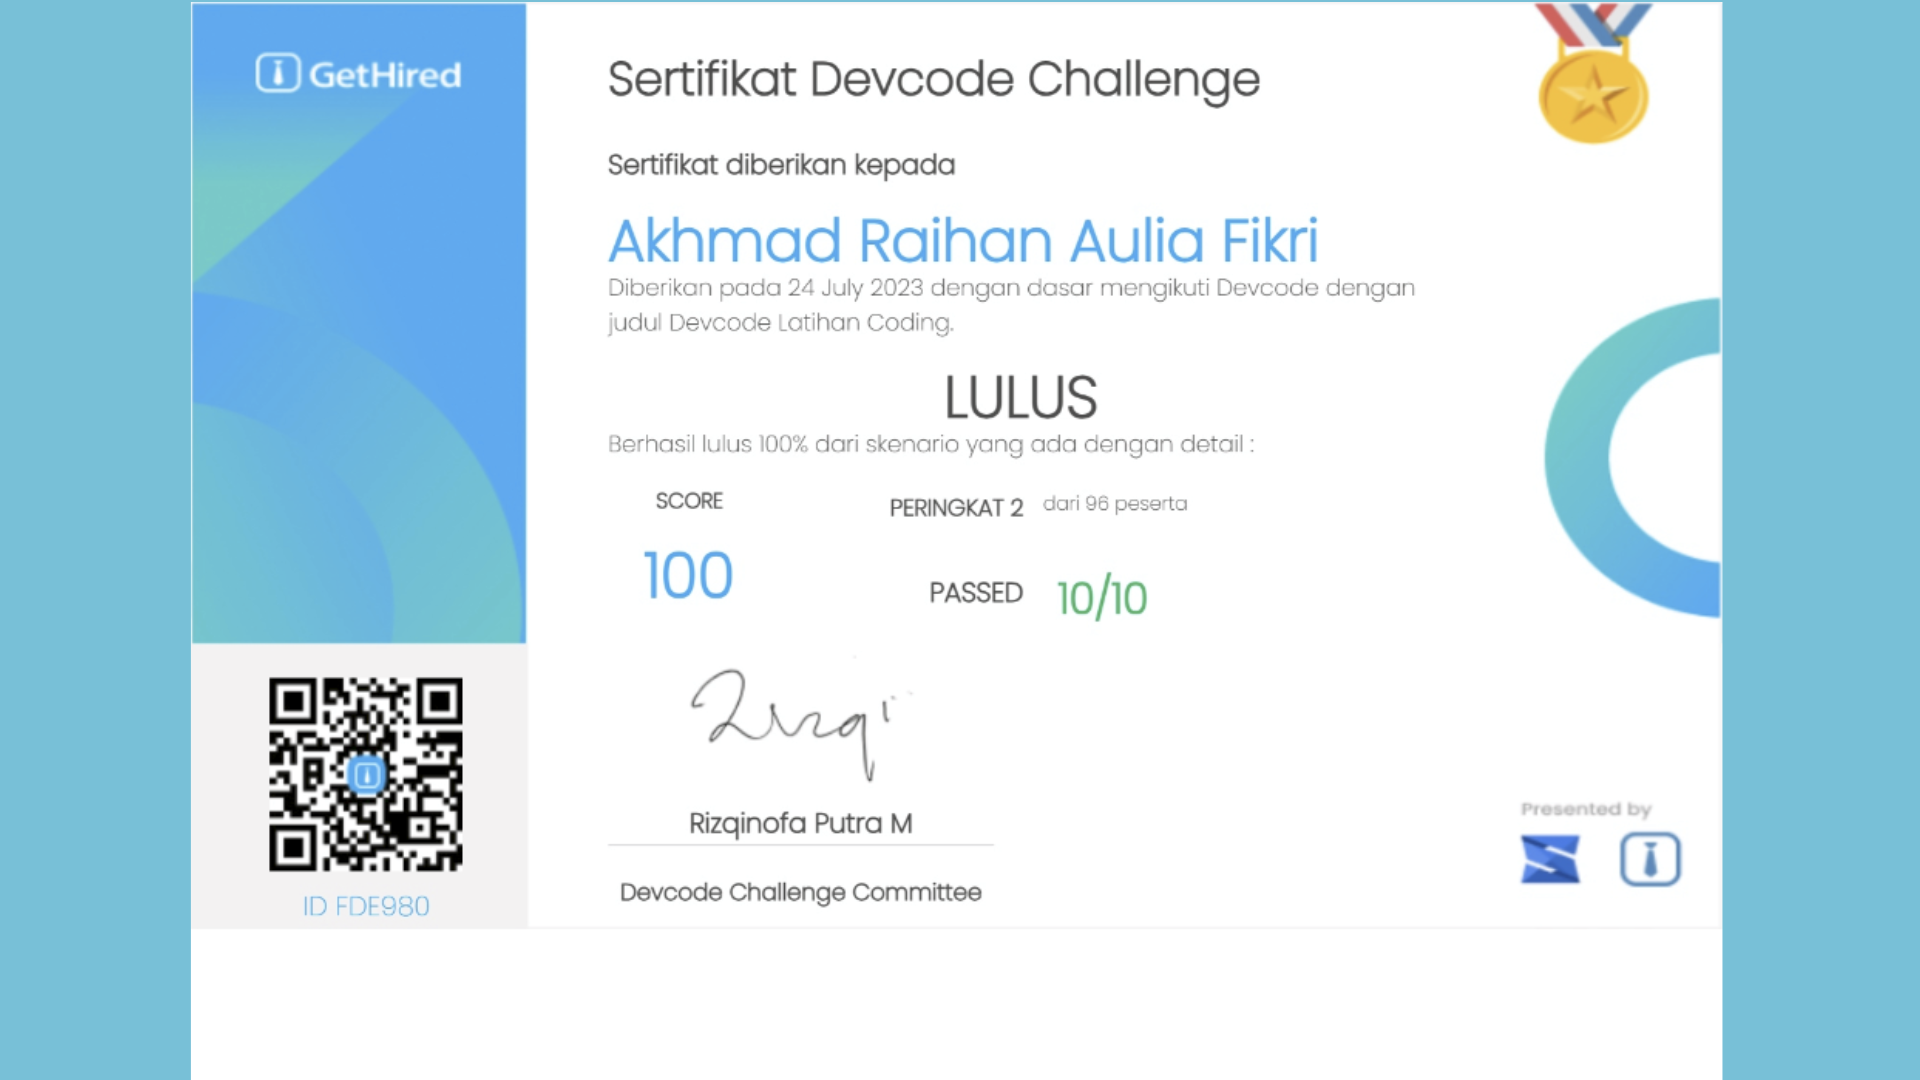 GetHired
Sertifikat Devcode Challenge
Sertifikat diberikan kepada
Akhmad Raihan Aulia Fikri
Diberikan pada 24 July 2023 dengan dasar mengikuti Devcode dengan
judul Devcode Latihan Coding.
LULUS
Berhasil lulus 100% dari skenario yang ada dengan detail :
SCORE
100
PERINGKAT 2 dari 96 peserta
PASSED 10/10
Rizqi
Rizqinofa Putra M
Devcode Challenge Committee
ID FDE980
Presented by